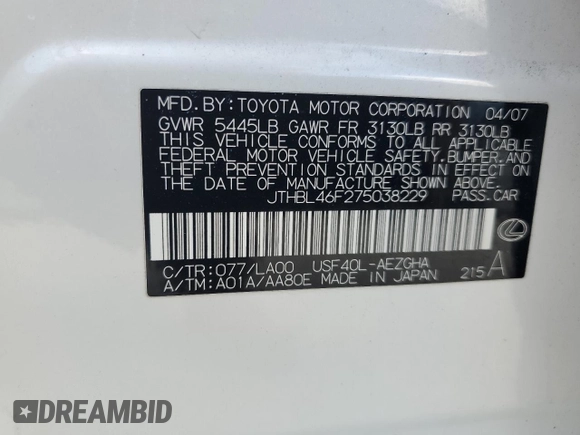 MFD. BY: TOYOTA MOTOR CORPORATION 04/07
GVWR 5445LB GAWR FR 3130LB RR 3130LB
THIS VEHICLE CONFORMS TO ALL APPLICABLE
FEDERAL MOTOR VEHICLE SAFETY, BUMPER, AND
THEFT PREVENTION STANDARDS IN EFFECT ON
THE DATE OF MANUFACTURE SHOWN ABOVE.
JTHBL46F275038229 PASS. CAR
C/TR: 077/LA00 USF40L-AEZGHA
A/TM: A01A/AA80E MADE IN JAPAN 215A
DREAMBID